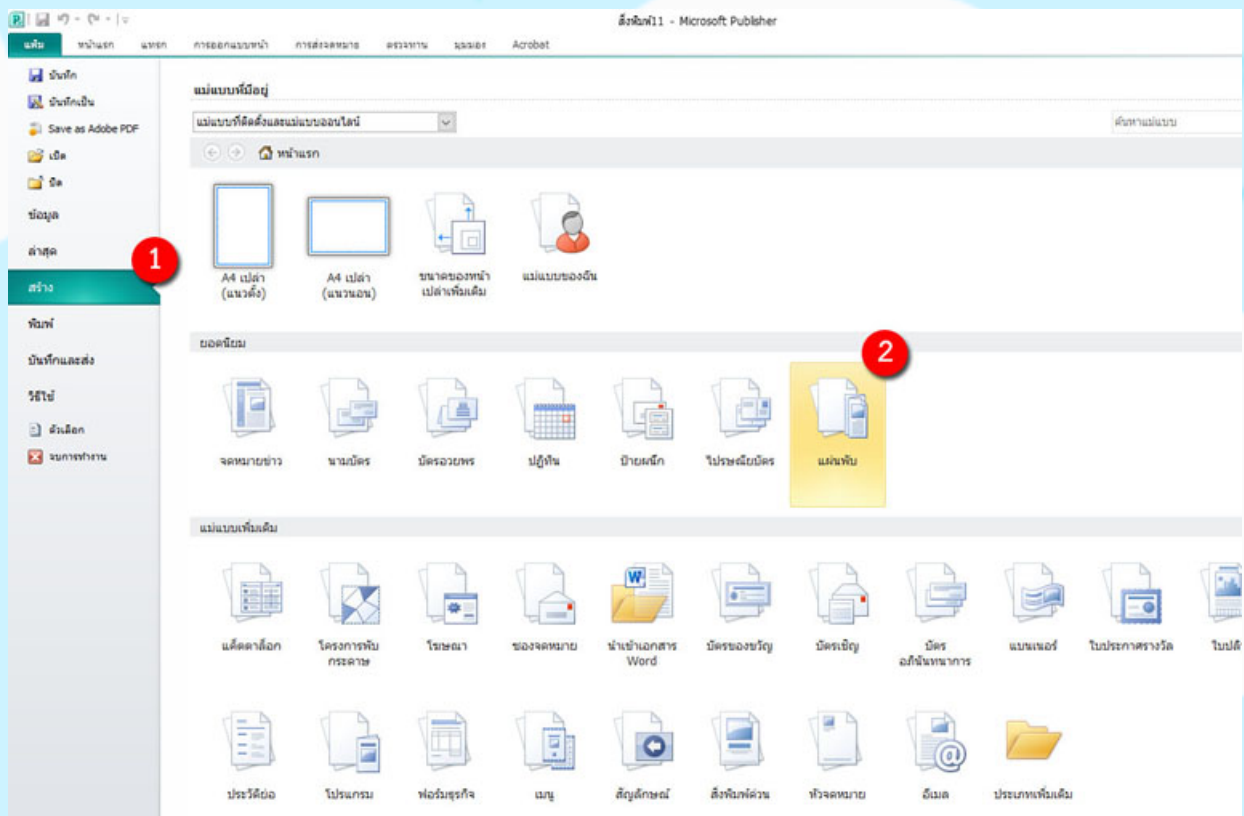 สิ่งพิมพ์11 - Microsoft Publisher
แฟ้ม หน้าแรก แทรก การออกแบบหน้า การส่งจดหมาย ตรวจทาน มุมมอง Acrobat
บันทึก
บันทึกเป็น
Save as Adobe PDF
เปิด
ปิด
ข้อมูล
ล่าสุด
1
สร้าง
พิมพ์
บันทึกและส่ง
วิธีใช้
ตัวเลือก
จบการทำงาน
แม่แบบที่มีอยู่
แม่แบบที่ติดตั้งและแม่แบบออนไลน์
ค้นหาแม่แบบ
หน้าแรก
A4 เปล่า
(แนวตั้ง)
A4 เปล่า
(แนวนอน)
ขนาดของหน้า
เปล่าเพิ่มเติม
แม่แบบของฉัน
ยอดนิยม
2
จดหมายข่าว นามบัตร บัตรอวยพร ปฏิทิน ป้ายผนึก ไปรษณียบัตร แผ่นพับ
แม่แบบเพิ่มเติม
แค็ตตาล็อก
โครงการพับ
กระดาษ
โฆษณา
ซองจดหมาย
นำเข้าเอกสาร
Word
บัตรของขวัญ
บัตรเชิญ
บัตร
อภินันทนาการ
แบนเนอร์
ใบประกาศรางวัล
ประวัติย่อ โปรแกรม ฟอร์มธุรกิจ เมนู สัญลักษณ์ สิ่งพิมพ์ด่วน หัวจดหมาย อีเมล ประเภทเพิ่มเติม